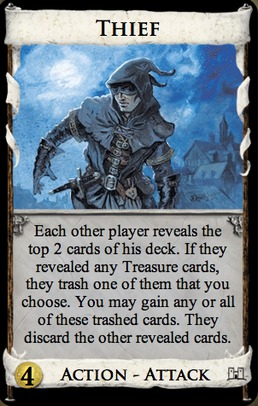 Thief
Each other player reveals the
top 2 cards of his deck. If they
revealed any Treasure cards,
they trash one of them that you
choose. You may gain any or all
of these trashed cards. They
discard the other revealed cards.
4 Action - Attack